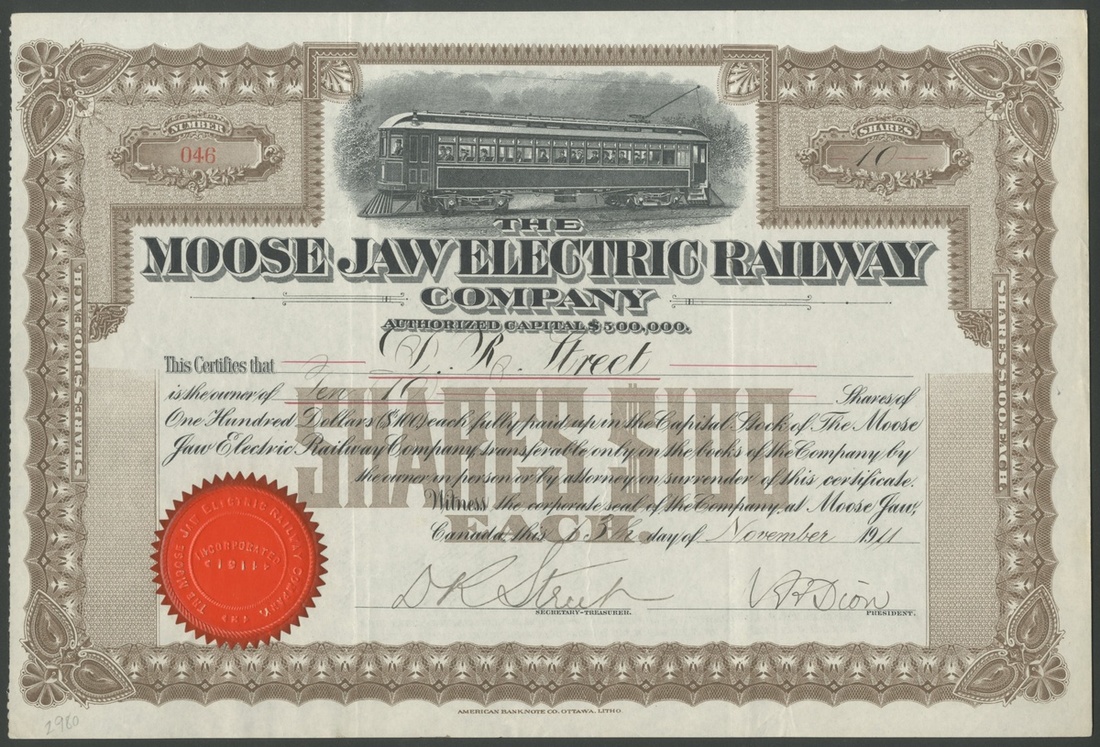 NUMBER
046
SHARES
10
THE
MOOSE JAW ELECTRIC RAILWAY
COMPANY
AUTHORIZED CAPITAL $500,000.
This Certifies that D. R. Street
is the owner of Ten 10 Shares of
One Hundred Dollars ($100) each fully paid up in the Capital Stock of The Moose
Jaw Electric Railway Company, transferable only on the books of the Company by
the owner in person or by attorney on surrender of this certificate.
Witness the corporate seal of the Company, at Moose Jaw,
Canada this 13th day of November 1911
SHARES $100
EACH.
SHARES $100 EACH
SHARES $100 EACH
THE MOOSE JAW ELECTRIC RAILWAY COMPANY
INCORPORATED
1911
D R Street
SECRETARY-TREASURER.
Dion
PRESIDENT.
AMERICAN BANK NOTE CO. OTTAWA. LITHO
2980